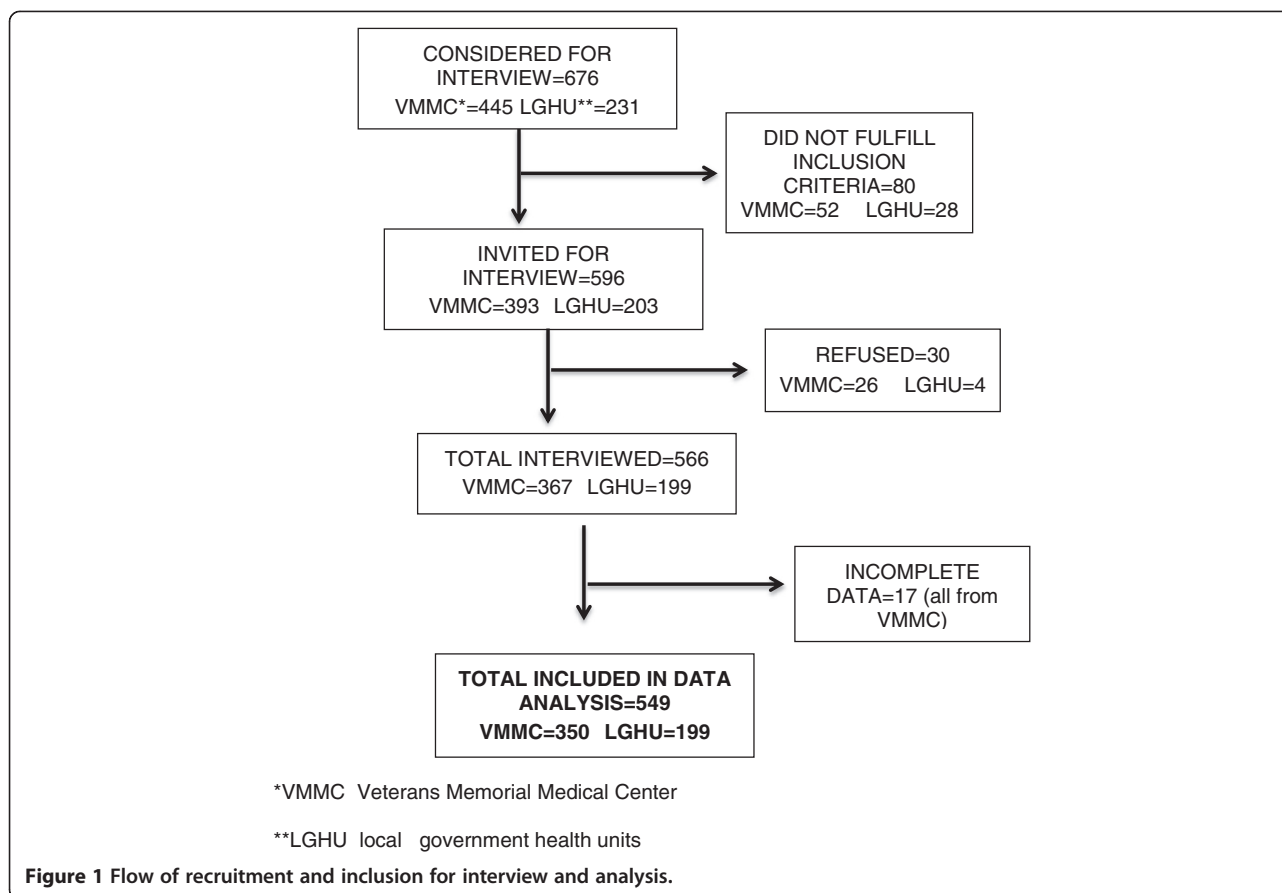 CONSIDERED FOR
INTERVIEW=676
VMMC*=445 LGHU**=231
DID NOT FULFILL
INCLUSION
CRITERIA=80
VMMC=52 LGHU=28
INVITED FOR
INTERVIEW=596
VMMC=393 LGHU=203
REFUSED=30
VMMC=26 LGHU=4
TOTAL INTERVIEWED=566
VMMC=367 LGHU=199
INCOMPLETE
DATA=17 (all from
VMMC)
TOTAL INCLUDED IN DATA
ANALYSIS=549
VMMC=350 LGHU=199
*VMMC Veterans Memorial Medical Center
**LGHU local government health units
Figure 1 Flow of recruitment and inclusion for interview and analysis.